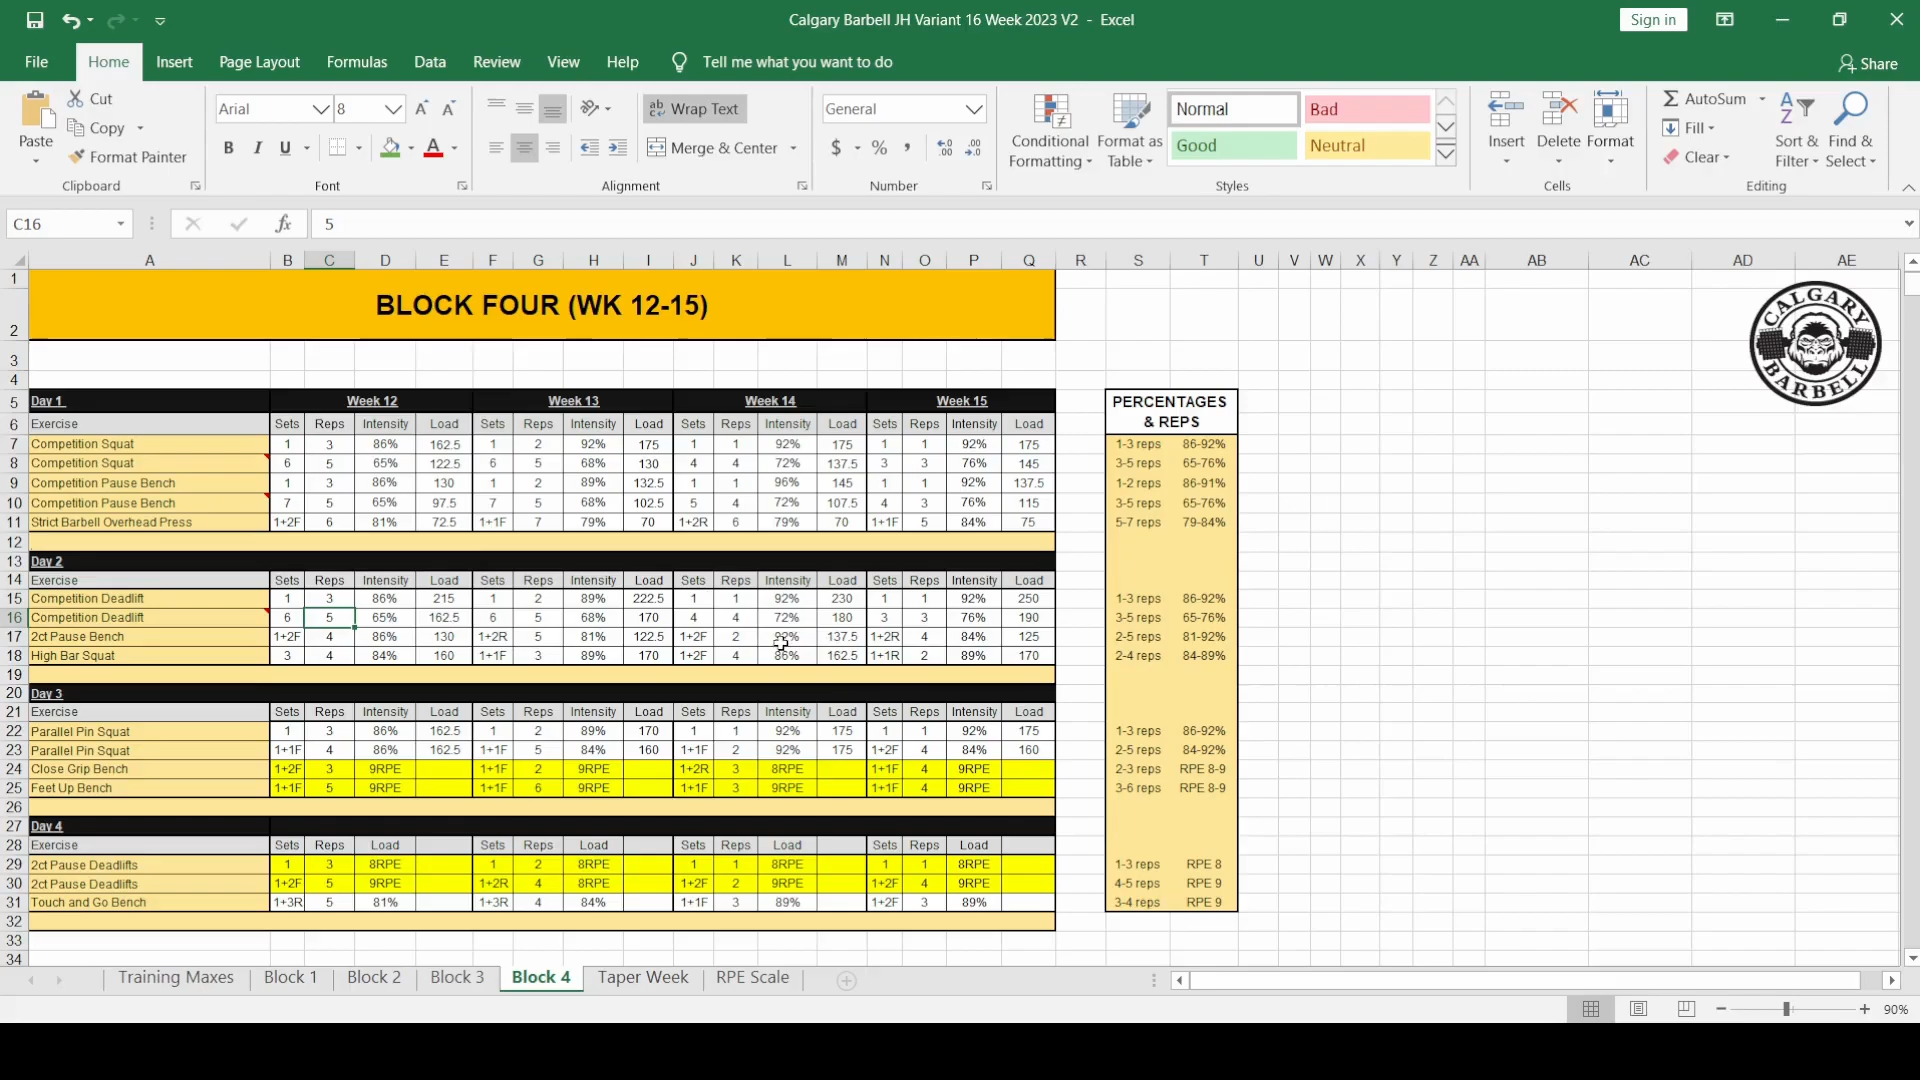 Calgary Barbell JH Variant 16 Week 2023 V2 - Excel
Sign in
File Home Insert Page Layout Formulas Data Review View Help Tell me what you want to do Share
Paste
Cut
Copy
Format Painter
Clipboard
Arial 8
B I U A
Font
Wrap Text
Merge & Center
Alignment
General
$ % ,
Number
Conditional Formatting
Format as Table
Normal Bad
Good Neutral
Styles
Insert Delete Format
Cells
AutoSum
Fill
Clear
Sort & Filter
Find & Select
Editing
C16 fx 5
A B C D E F G H I J K L M N O P Q R S T U V W X Y Z AA AB AC AD AE
1
2 BLOCK FOUR (WK 12-15)
CALGARY BARBELL
3
4
5 Day 1 Week 12 Week 13 Week 14 Week 15 PERCENTAGES
6 Exercise Sets Reps Intensity Load Sets Reps Intensity Load Sets Reps Intensity Load Sets Reps Intensity Load & REPS
7 Competition Squat 1 3 86% 162.5 1 2 92% 175 1 1 92% 175 1 1 92% 175 1-3 reps 86-92%
8 Competition Squat 6 5 65% 122.5 6 5 68% 130 4 4 72% 137.5 3 3 76% 145 3-5 reps 65-76%
9 Competition Pause Bench 1 3 86% 130 1 2 89% 132.5 1 1 96% 145 1 1 92% 137.5 1-2 reps 86-91%
10 Competition Pause Bench 7 5 65% 97.5 7 5 68% 102.5 5 4 72% 107.5 4 3 76% 115 3-5 reps 65-76%
11 Strict Barbell Overhead Press 1+2F 6 81% 72.5 1+1F 7 79% 70 1+2R 6 79% 70 1+1F 5 84% 75 5-7 reps 79-84%
12
13 Day 2
14 Exercise Sets Reps Intensity Load Sets Reps Intensity Load Sets Reps Intensity Load Sets Reps Intensity Load
15 Competition Deadlift 1 3 86% 215 1 2 89% 222.5 1 1 92% 230 1 1 92% 250 1-3 reps 86-92%
16 Competition Deadlift 6 5 65% 162.5 6 5 68% 170 4 4 72% 180 3 3 76% 190 3-5 reps 65-76%
17 2ct Pause Bench 1+2F 4 86% 130 1+2R 5 81% 122.5 1+2F 2 92% 137.5 1+2R 4 84% 125 2-5 reps 81-92%
18 High Bar Squat 3 4 84% 160 1+1F 3 89% 170 1+2F 4 86% 162.5 1+1R 2 89% 170 2-4 reps 84-89%
19
20 Day 3
21 Exercise Sets Reps Intensity Load Sets Reps Intensity Load Sets Reps Intensity Load Sets Reps Intensity Load
22 Parallel Pin Squat 1 3 86% 162.5 1 2 89% 170 1 1 92% 175 1 1 92% 175 1-3 reps 86-92%
23 Parallel Pin Squat 1+1F 4 86% 162.5 1+1F 5 84% 160 1+1F 2 92% 175 1+2F 4 84% 160 2-5 reps 84-92%
24 Close Grip Bench 1+2F 3 9RPE 1+1F 2 9RPE 1+2R 3 8RPE 1+1F 4 9RPE 2-3 reps RPE 8-9
25 Feet Up Bench 1+1F 5 9RPE 1+1F 6 9RPE 1+1F 3 9RPE 1+1F 4 9RPE 3-6 reps RPE 8-9
26
27 Day 4
28 Exercise Sets Reps Load Sets Reps Load Sets Reps Load Sets Reps Load
29 2ct Pause Deadlifts 1 3 8RPE 1 2 8RPE 1 1 8RPE 1 1 8RPE 1-3 reps RPE 8
30 2ct Pause Deadlifts 1+2F 5 9RPE 1+2R 4 8RPE 1+2F 2 9RPE 1+2F 4 9RPE 4-5 reps RPE 9
31 Touch and Go Bench 1+3R 5 81% 1+3R 4 84% 1+1F 3 89% 1+2F 3 89% 3-4 reps RPE 9
32
33
34
Training Maxes Block 1 Block 2 Block 3 Block 4 Taper Week RPE Scale
90%